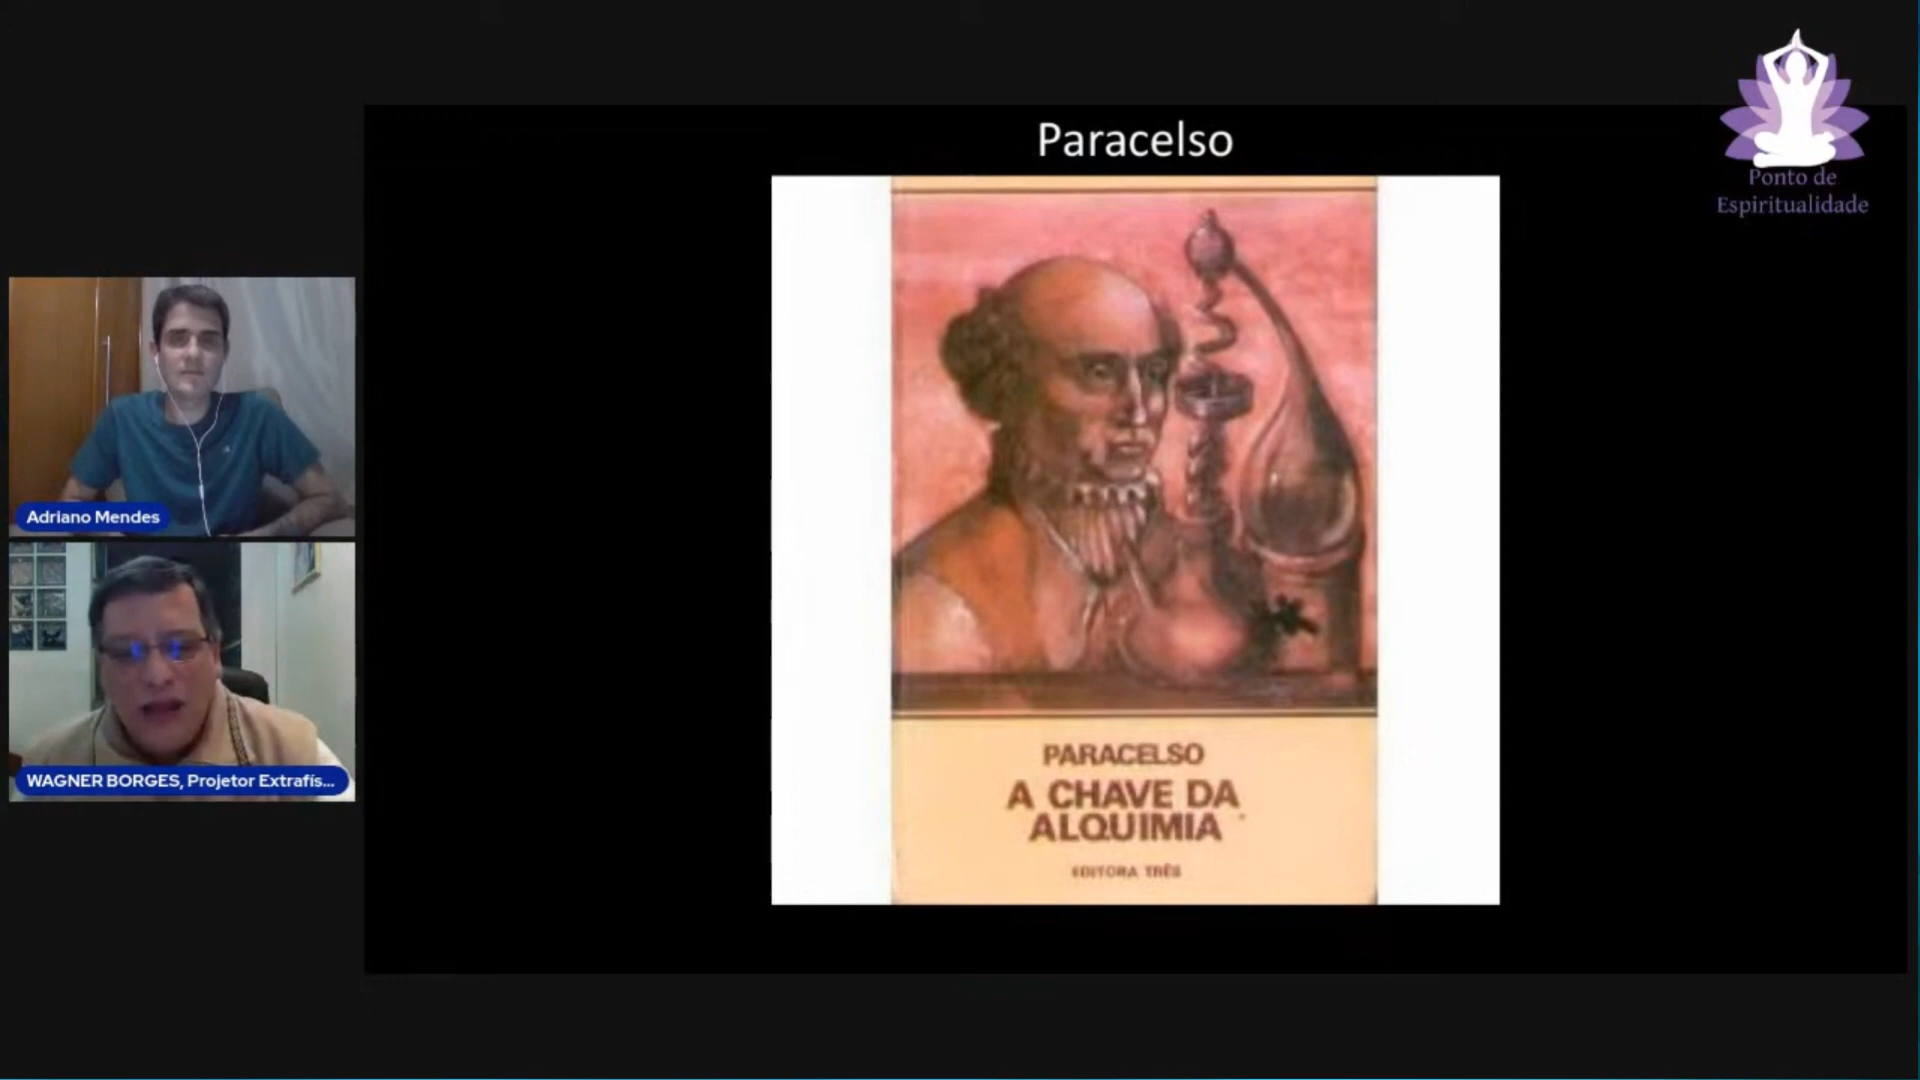 Paracelso
Ponto de
Espiritualidade
Adriano Mendes
WAGNER BORGES, Projetor Extrafís...
PARACELSO
A CHAVE DA
ALQUIMIA
EDITORA TRÊS